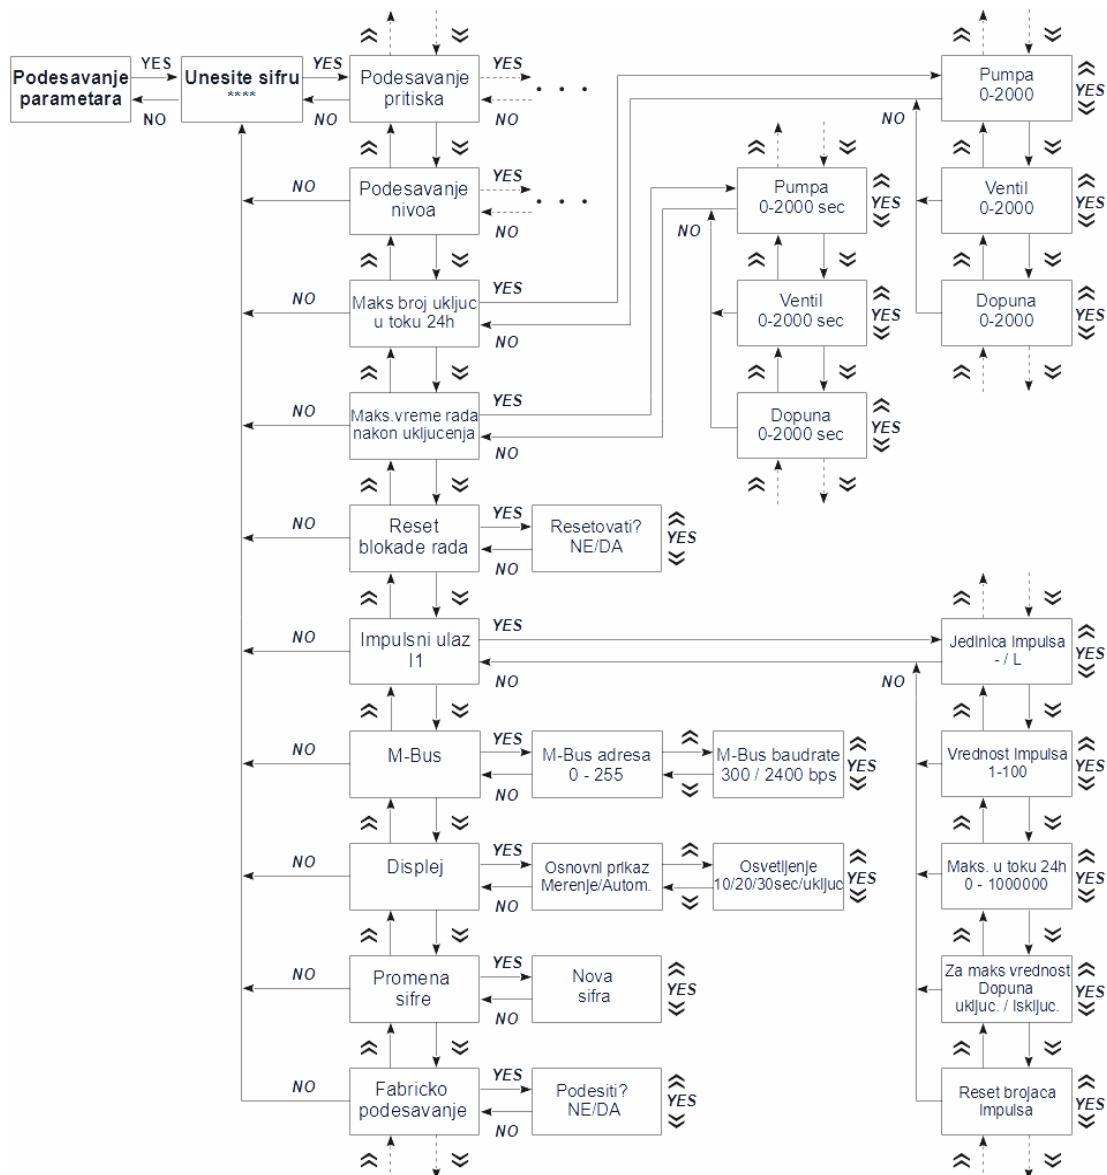 Podesavanje
parametara
YES
NO
Unesite sifru
****
YES
NO
Podesavanje
pritiska
YES
NO
. . .
Pumpa
0-2000
YES
NO
NO
Podesavanje
nivoa
YES
NO
. . .
Pumpa
0-2000 sec
YES
NO
Ventil
0-2000
YES
NO
Maks broj ukljuc
u toku 24h
YES
NO
Ventil
0-2000 sec
YES
Dopuna
0-2000
YES
NO
Maks.vreme rada
nakon ukljucenja
YES
NO
Dopuna
0-2000 sec
YES
NO
Reset
blokade rada
YES
NO
Resetovati?
NE/DA
YES
NO
Impulsni ulaz
I1
YES
NO
Jedinica Impulsa
- / L
YES
NO
NO
M-Bus
YES
NO
M-Bus adresa
0 - 255
M-Bus baudrate
300 / 2400 bps
YES
Vrednost Impulsa
1-100
YES
NO
Displej
YES
NO
Osnovni prikaz
Merenje/Autom.
Osvetljenje
10/20/30sec/ukljuc
YES
Maks. u toku 24h
0 - 1000000
YES
NO
Promena
sifre
YES
NO
Nova
sifra
YES
Za maks vrednost
Dopuna
ukljuc. / Iskljuc.
YES
NO
Fabricko
podesavanje
YES
NO
Podesiti?
NE/DA
YES
Reset brojaca
Impulsa
YES